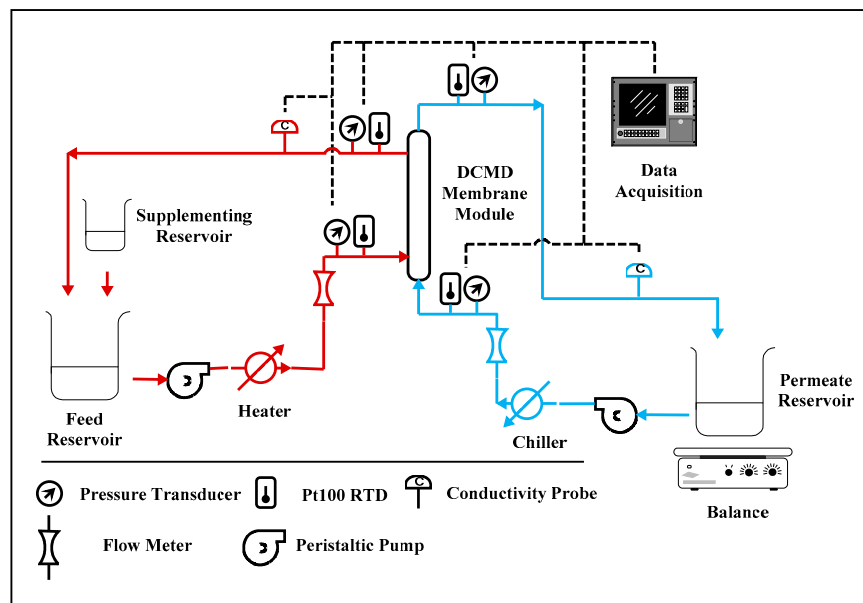 C
DCMD
Membrane
Module
Data
Acquisition
Supplementing
Reservoir
C
Feed
Reservoir
Heater
Chiller
Permeate
Reservoir
Balance
Pressure Transducer
Pt100 RTD
C
Conductivity Probe
Flow Meter
Peristaltic Pump